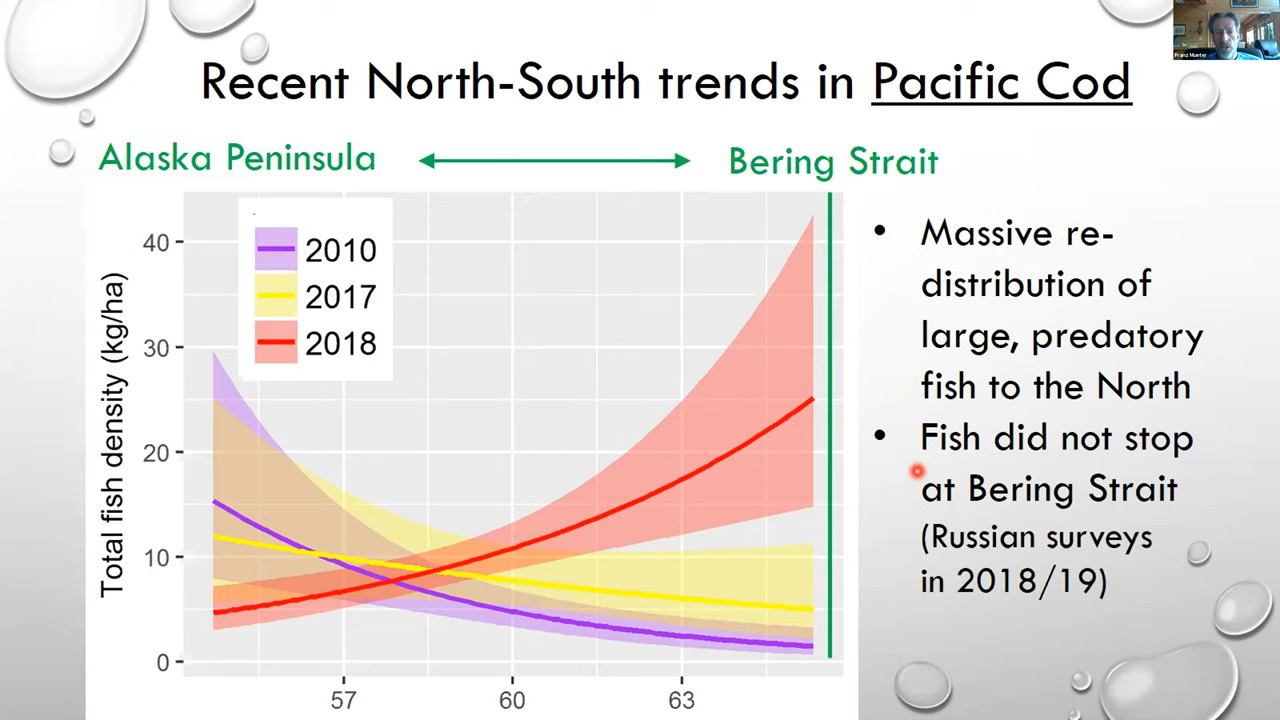 Franz Mueter
Recent North-South trends in Pacific Cod
Alaska Peninsula
Bering Strait
Total fish density (kg/ha)
40
30
20
10
0
2010
2017
2018
57
60
63
• Massive re-
distribution of
large, predatory
fish to the North
• Fish did not stop
at Bering Strait
(Russian surveys
in 2018/19)